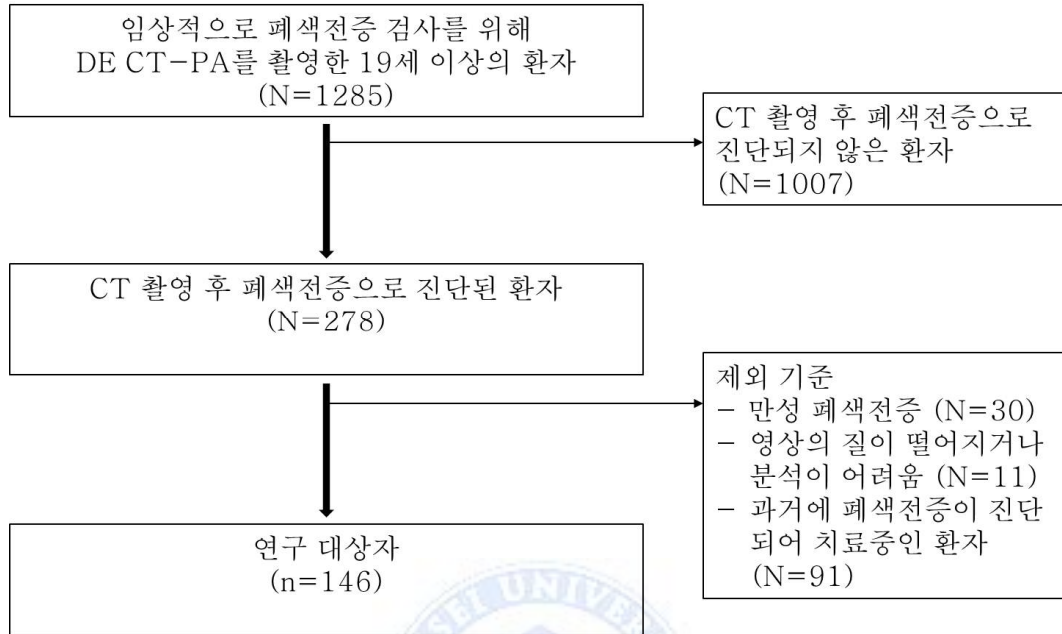 임상적으로 폐색전증 검사를 위해
DE CT-PA를 촬영한 19세 이상의 환자
(N=1285)
CT 촬영 후 폐색전증으로
진단되지 않은 환자
(N=1007)
CT 촬영 후 폐색전증으로 진단된 환자
(N=278)
제외 기준
- 만성 폐색전증 (N=30)
- 영상의 질이 떨어지거나
분석이 어려움 (N=11)
- 과거에 폐색전증이 진단
되어 치료중인 환자
(N=91)
연구 대상자
(n=146)
SEI UNIVER